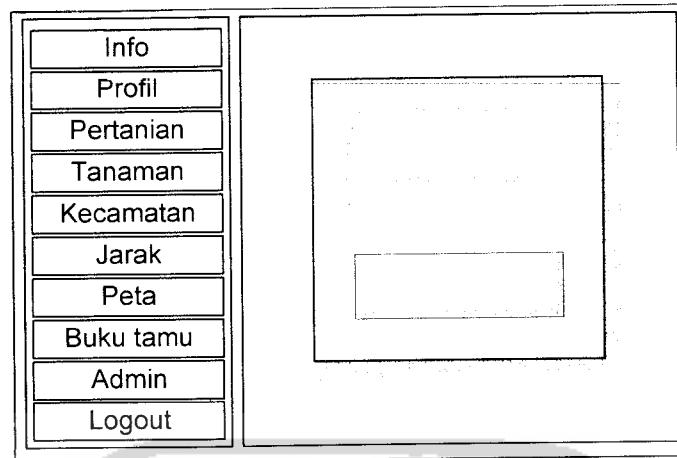 Info
Profil
Pertanian
Tanaman
Kecamatan
Jarak
Peta
Buku tamu
Admin
Logout